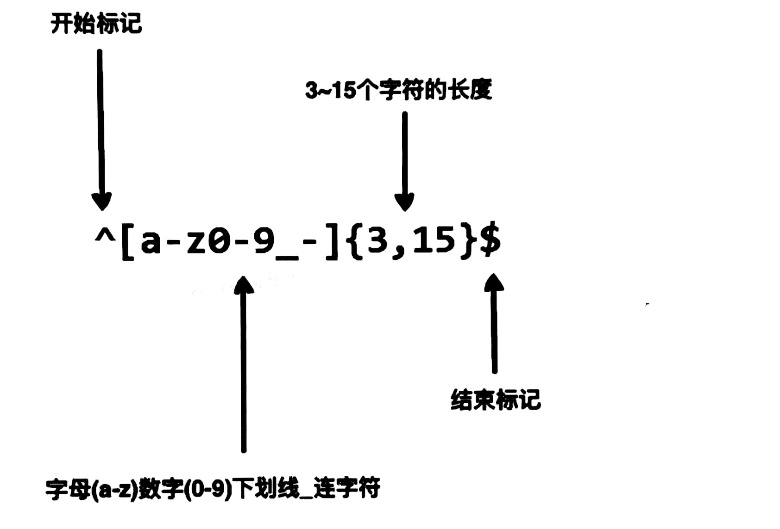 开始标记
3~15个字符的长度
^[a-z0-9_-]{3,15}$
结束标记
字母(a-z)数字(0-9)下划线_连字符